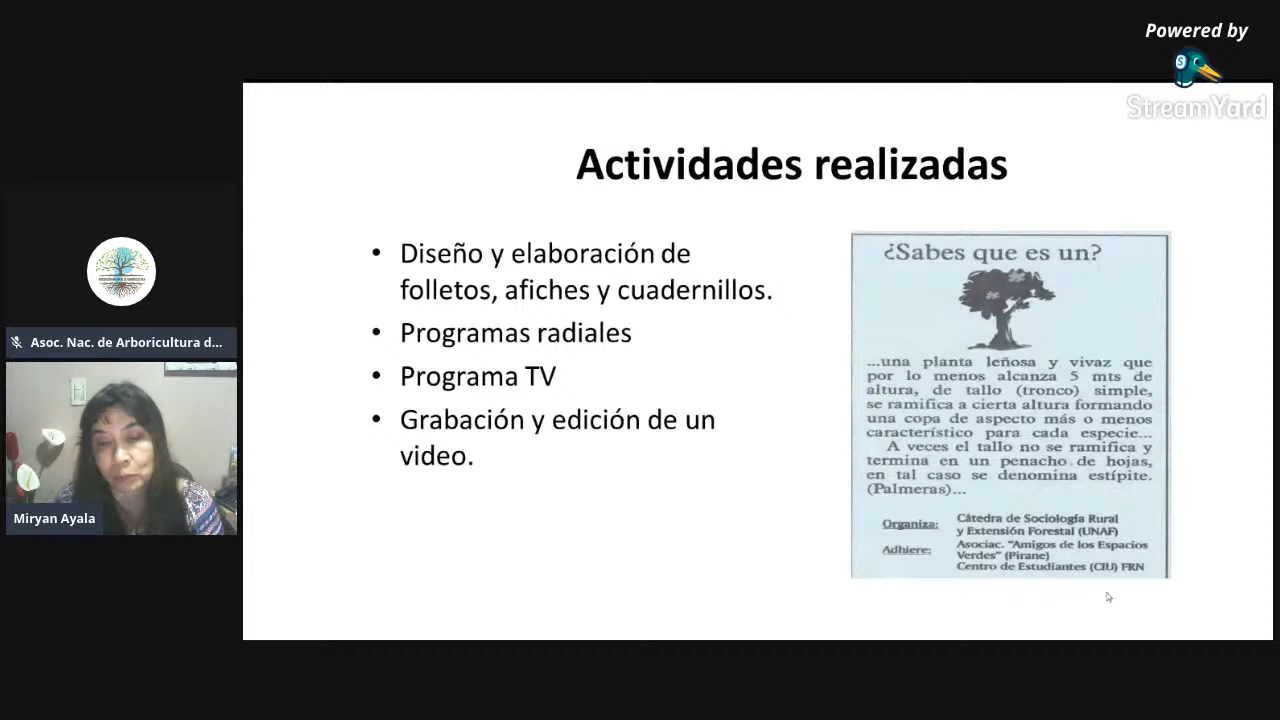 Powered by
StreamYard
Actividades realizadas
• Diseño y elaboración de
folletos, afiches y cuadernillos.
• Programas radiales
• Programa TV
• Grabación y edición de un
video.
¿Sabes que es un?
...una planta leñosa y vivaz que
por lo menos alcanza 5 mts de
altura, de tallo (tronco) simple,
se ramifica a cierta altura formando
una copa de aspecto más o menos
característico para cada especie...
A veces el tallo no se ramifica y
termina en un penacho de hojas,
en tal caso se denomina estípite.
(Palmeras)...
Organiza: Cátedra de Sociología Rural
y Extensión Forestal (UNAF)
Adhiere: Asociac. "Amigos de los Espacios
Verdes" (Pirane)
Centro de Estudiantes (CIU) FRN
Asoc. Nac. de Arboricultura d...
Miryan Ayala